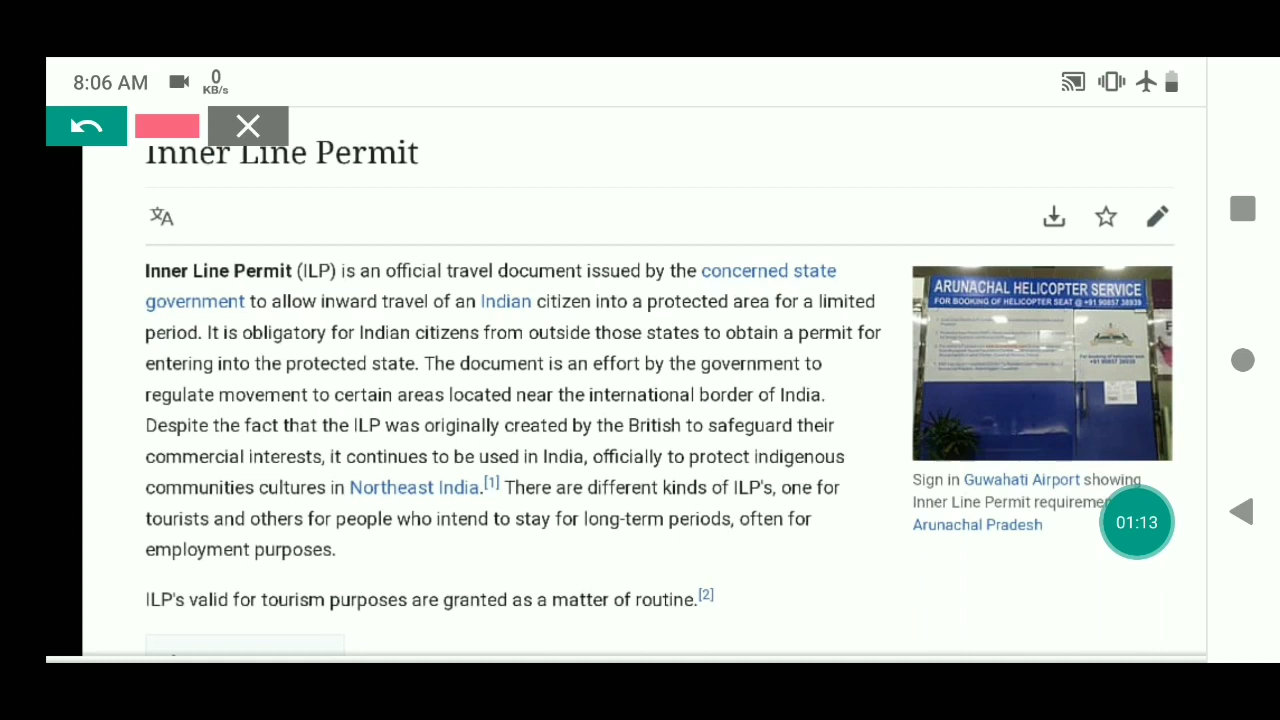 8:06 AM
0
KB/s
Inner Line Permit
Inner Line Permit (ILP) is an official travel document issued by the concerned state
government to allow inward travel of an Indian citizen into a protected area for a limited
period. It is obligatory for Indian citizens from outside those states to obtain a permit for
entering into the protected state. The document is an effort by the government to
regulate movement to certain areas located near the international border of India.
Despite the fact that the ILP was originally created by the British to safeguard their
commercial interests, it continues to be used in India, officially to protect indigenous
communities cultures in Northeast India.[1] There are different kinds of ILP's, one for
tourists and others for people who intend to stay for long-term periods, often for
employment purposes.
ILP's valid for tourism purposes are granted as a matter of routine.[2]
ARUNACHAL HELICOPTER SERVICE
FOR BOOKING OF HELICOPTER SEAT @ +91 90857 38939
Sign in Guwahati Airport showing
Inner Line Permit
Arunachal Pradesh
01:13